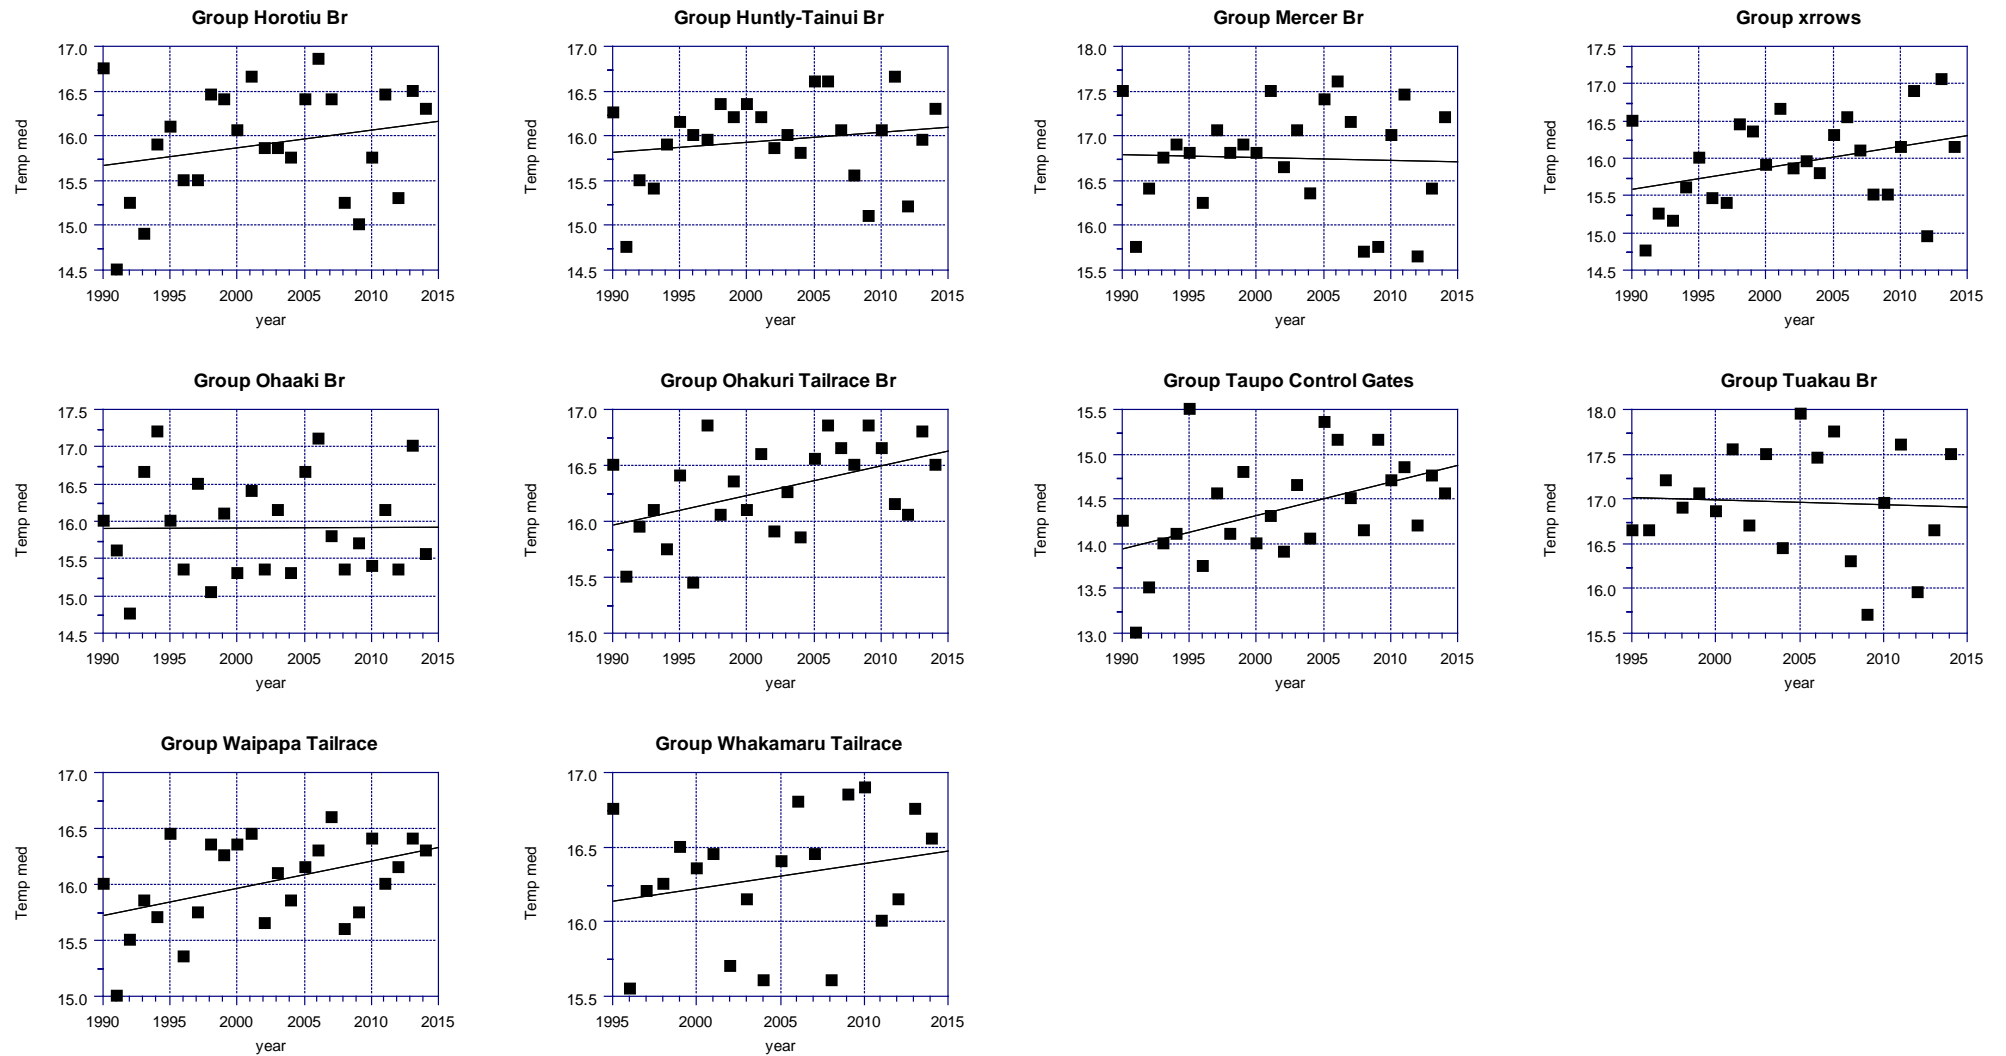 Group Horotiu Br
Temp med
17.0
16.5
16.0
15.5
15.0
14.5
1990 1995 2000 2005 2010 2015
year
Group Huntly-Tainui Br
Temp med
17.0
16.5
16.0
15.5
15.0
14.5
1990 1995 2000 2005 2010 2015
year
Group Mercer Br
Temp med
18.0
17.5
17.0
16.5
16.0
15.5
1990 1995 2000 2005 2010 2015
year
Group xrrows
Temp med
17.5
17.0
16.5
16.0
15.5
15.0
14.5
1990 1995 2000 2005 2010 2015
year
Group Ohaaki Br
Temp med
17.5
17.0
16.5
16.0
15.5
15.0
14.5
1990 1995 2000 2005 2010 2015
year
Group Ohakuri Tailrace Br
Temp med
17.0
16.5
16.0
15.5
15.0
1990 1995 2000 2005 2010 2015
year
Group Taupo Control Gates
Temp med
15.5
15.0
14.5
14.0
13.5
13.0
1990 1995 2000 2005 2010 2015
year
Group Tuakau Br
Temp med
18.0
17.5
17.0
16.5
16.0
15.5
1995 2000 2005 2010 2015
year
Group Waipapa Tailrace
Temp med
17.0
16.5
16.0
15.5
15.0
1990 1995 2000 2005 2010 2015
year
Group Whakamaru Tailrace
Temp med
17.0
16.5
16.0
15.5
1995 2000 2005 2010 2015
year